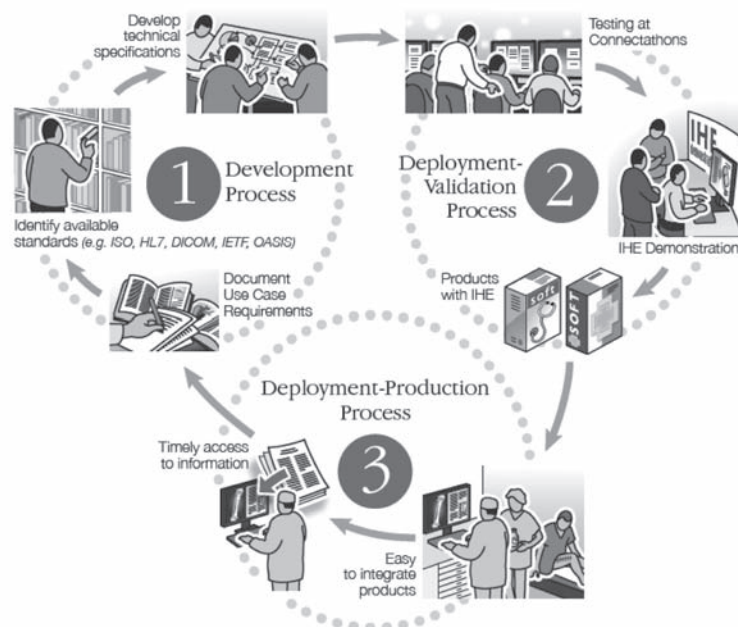 Develop
technical
specifications
Testing at
Connectathons
1
Development
Process
Deployment-
Validation
Process
2
IHE
Identify available
standards (e.g. ISO, HL7, DICOM, IETF, OASIS)
IHE Demonstration
Document
Use Case
Requirements
Products
with IHE
soft
SOFT
Deployment-Production
Process
3
Timely access
to information
Easy
to integrate
products